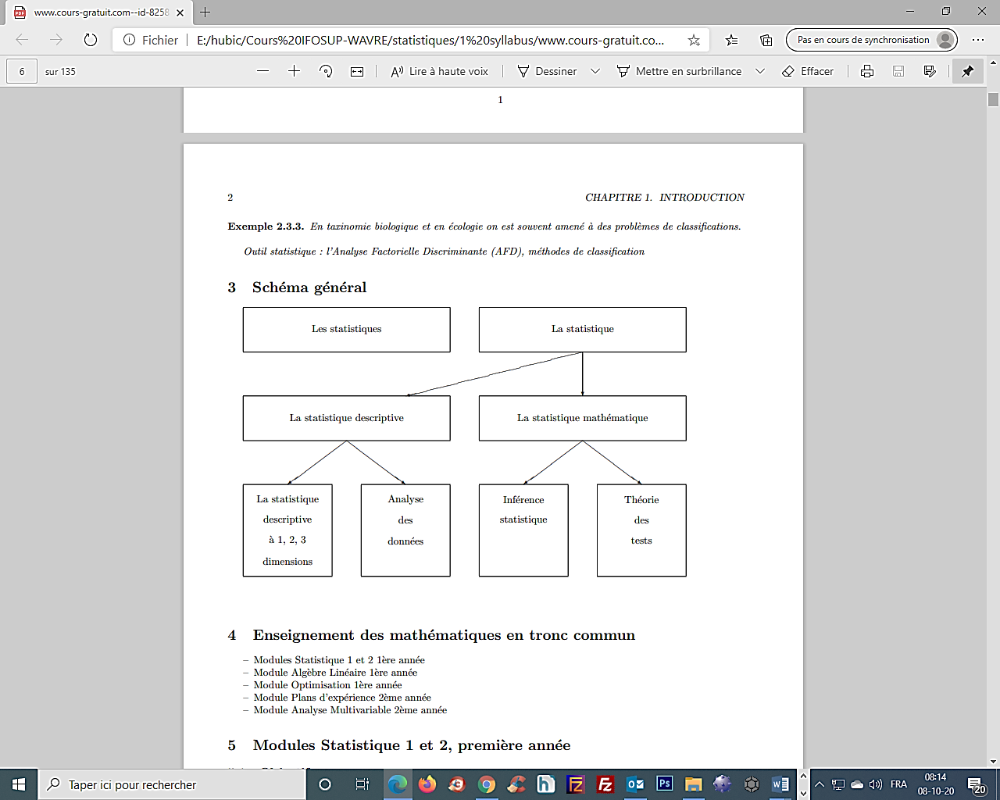 www.cours-gratuit.com--id-8258
Fichier
E:/hubic/Cours%20IFOSUP-WAVRE/statistiques/1%20syllabus/www.cours-gratuit.co...
Pas en cours de synchronisation
6 sur 135
Lire à haute voix
Dessiner
Mettre en surbrillance
Effacer
1
2 CHAPITRE 1. INTRODUCTION
Exemple 2.3.3. En taxinomie biologique et en écologie on est souvent amené à des problèmes de classifications.
Outil statistique : l'Analyse Factorielle Discriminante (AFD), méthodes de classification
3 Schéma général
Les statistiques
La statistique
La statistique descriptive
La statistique mathématique
La statistique
descriptive
à 1, 2, 3
dimensions
Analyse
des
données
Inférence
statistique
Théorie
des
tests
4 Enseignement des mathématiques en tronc commun
– Modules Statistique 1 et 2 1ère année
– Module Algèbre Linéaire 1ère année
– Module Optimisation 1ère année
– Module Plans d'expérience 2ème année
– Module Analyse Multivariable 2ème année
5 Modules Statistique 1 et 2, première année
Taper ici pour rechercher
FRA
08:14
08-10-20
20